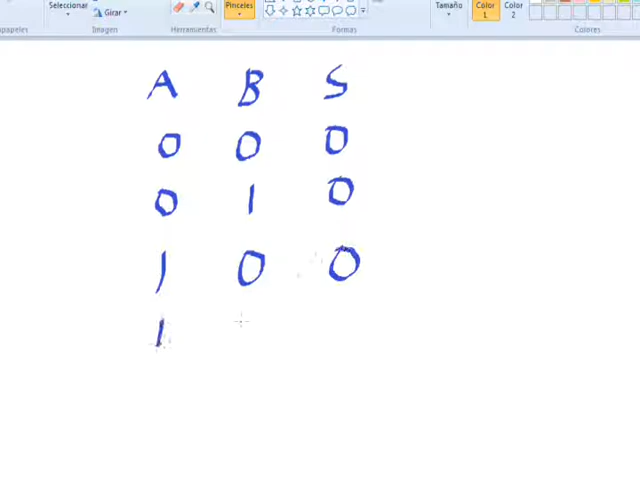 Seleccionar
Girar
Pinceles
Tamaño
Color 1
Color 2
papeles
Imagen
Herramientas
Formas
Colores
A B S
0 0 0
0 1 0
1 0 0
1